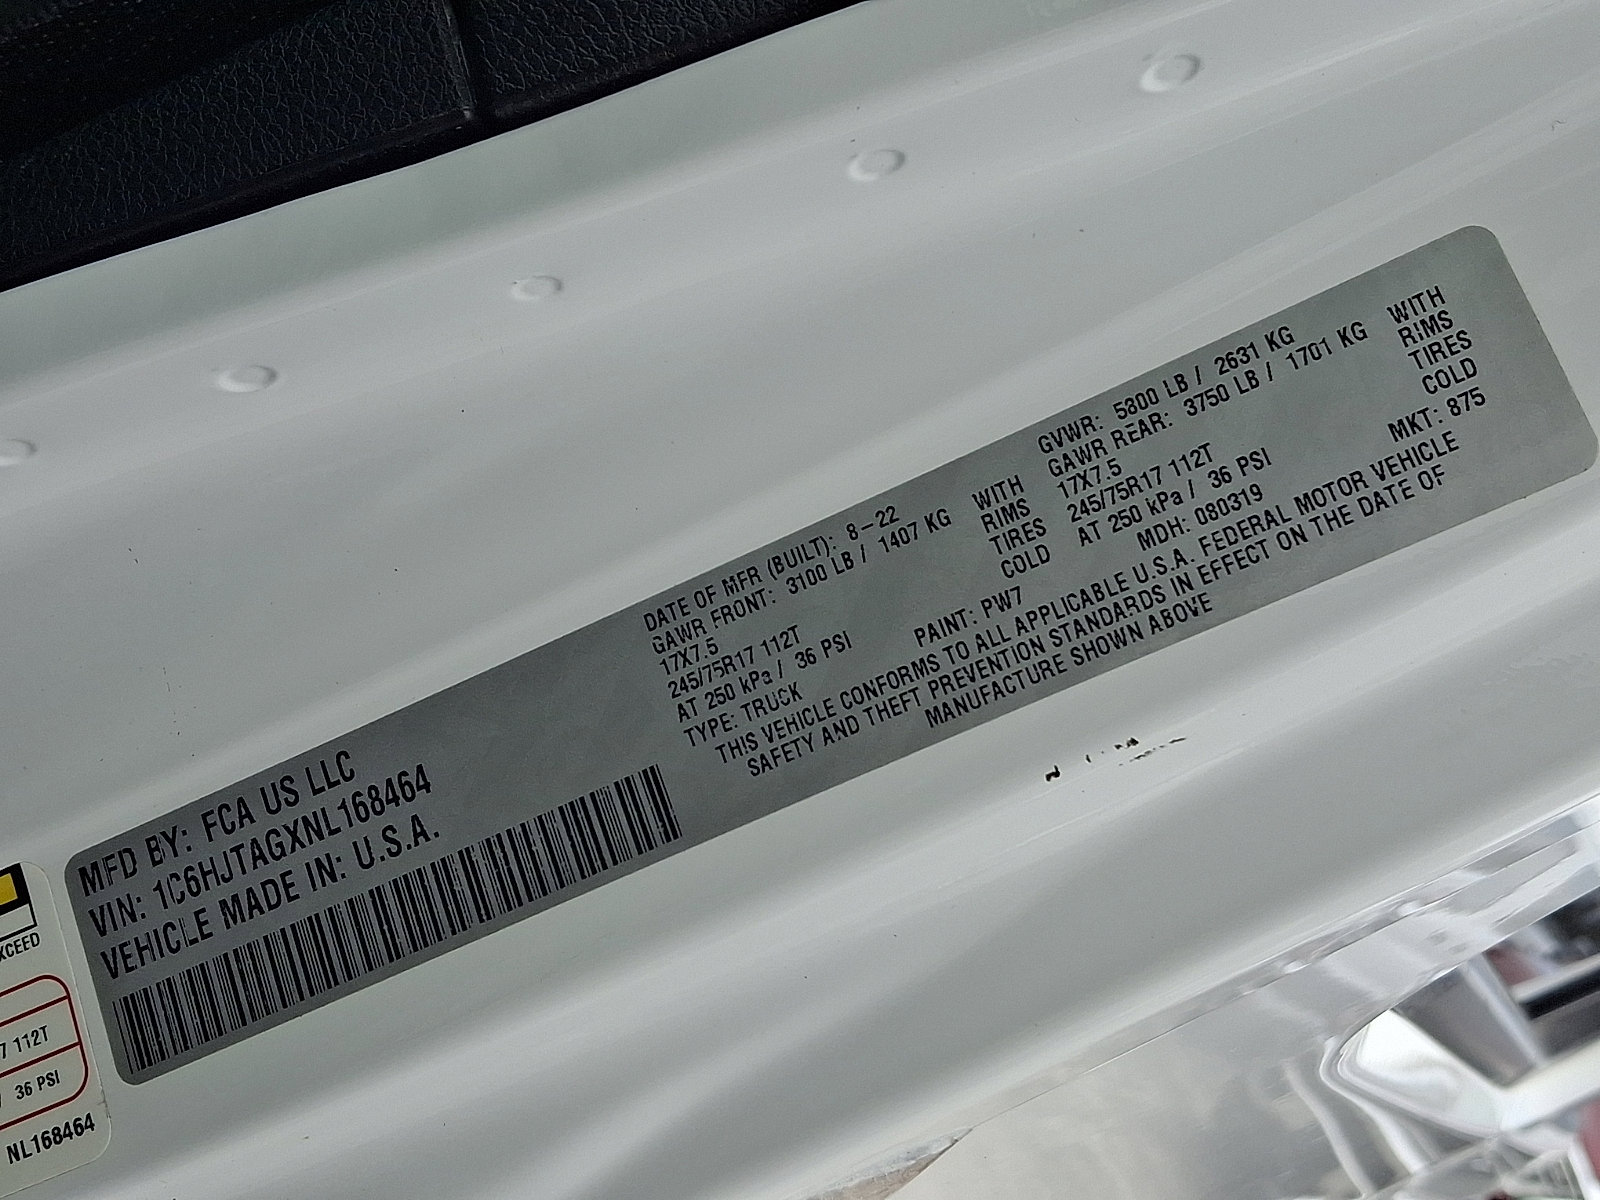 MFD BY: FCA US LLC
VIN: 1C6HJTAGXNL168464
VEHICLE MADE IN: U.S.A.
DATE OF MFR (BUILT): 8-22 GVWR: 5800 LB / 2631 KG
GAWR FRONT: 3100 LB / 1407 KG WITH GAWR REAR: 3750 LB / 1701 KG WITH
17X7.5 RIMS 17X7.5 RIMS
245/75R17 112T TIRES 245/75R17 112T TIRES
AT 250 kPa / 36 PSI COLD AT 250 kPa / 36 PSI COLD
TYPE: TRUCK PAINT: PW7 MDH: 080319 MKT: 875
THIS VEHICLE CONFORMS TO ALL APPLICABLE U.S.A. FEDERAL MOTOR VEHICLE
SAFETY AND THEFT PREVENTION STANDARDS IN EFFECT ON THE DATE OF
MANUFACTURE SHOWN ABOVE
XCEED
7 112T
36 PSI
NL168464